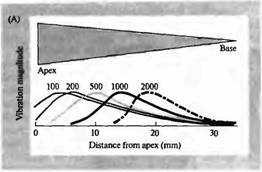 (A)
Base
Apex
Vibration magnitude
100 200 500 1000 2000
0 10 20 30
Distance from apex (mm)